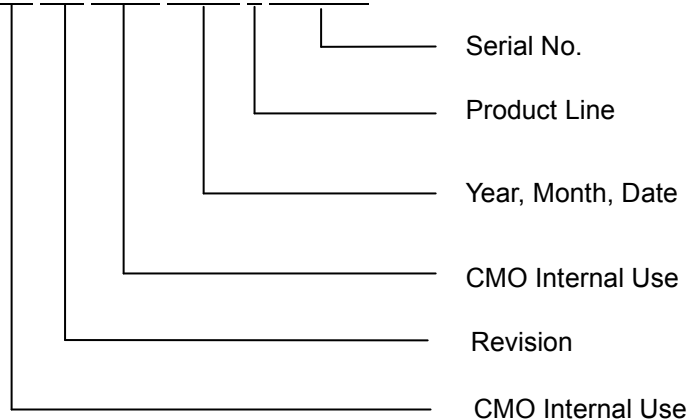 Serial No.
Product Line
Year, Month, Date
CMO Internal Use
Revision
CMO Internal Use